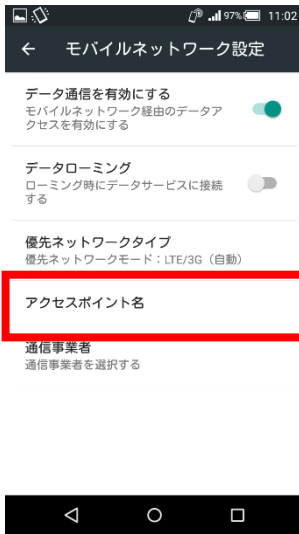 97% 11:02
← モバイルネットワーク設定
データ通信を有効にする
モバイルネットワーク経由のデータア
クセスを有効にする
データローミング
ローミング時にデータサービスに接続
する
優先ネットワークタイプ
優先ネットワークモード：LTE/3G（自動）
アクセスポイント名
通信事業者
通信事業者を選択する